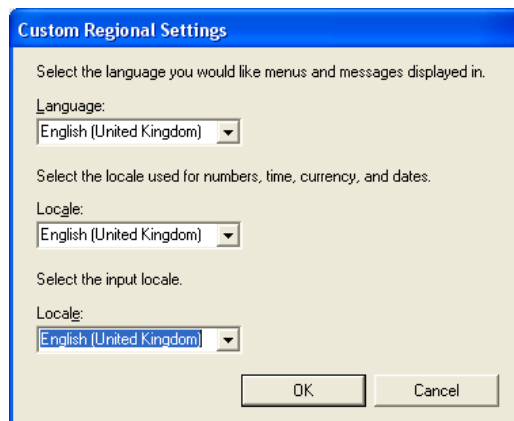 Custom Regional Settings
Select the language you would like menus and messages displayed in.
Language:
English (United Kingdom)
Select the locale used for numbers, time, currency, and dates.
Locale:
English (United Kingdom)
Select the input locale.
Locale:
English (United Kingdom)
OK Cancel